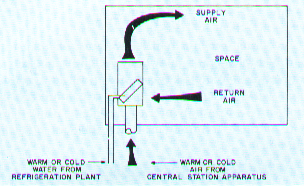 SUPPLY
AIR
SPACE
RETURN
AIR
WARM OR COLD
WATER FROM
REFRIGERATION PLANT
WARM OR COLD
AIR FROM
CENTRAL STATION APPARATUS